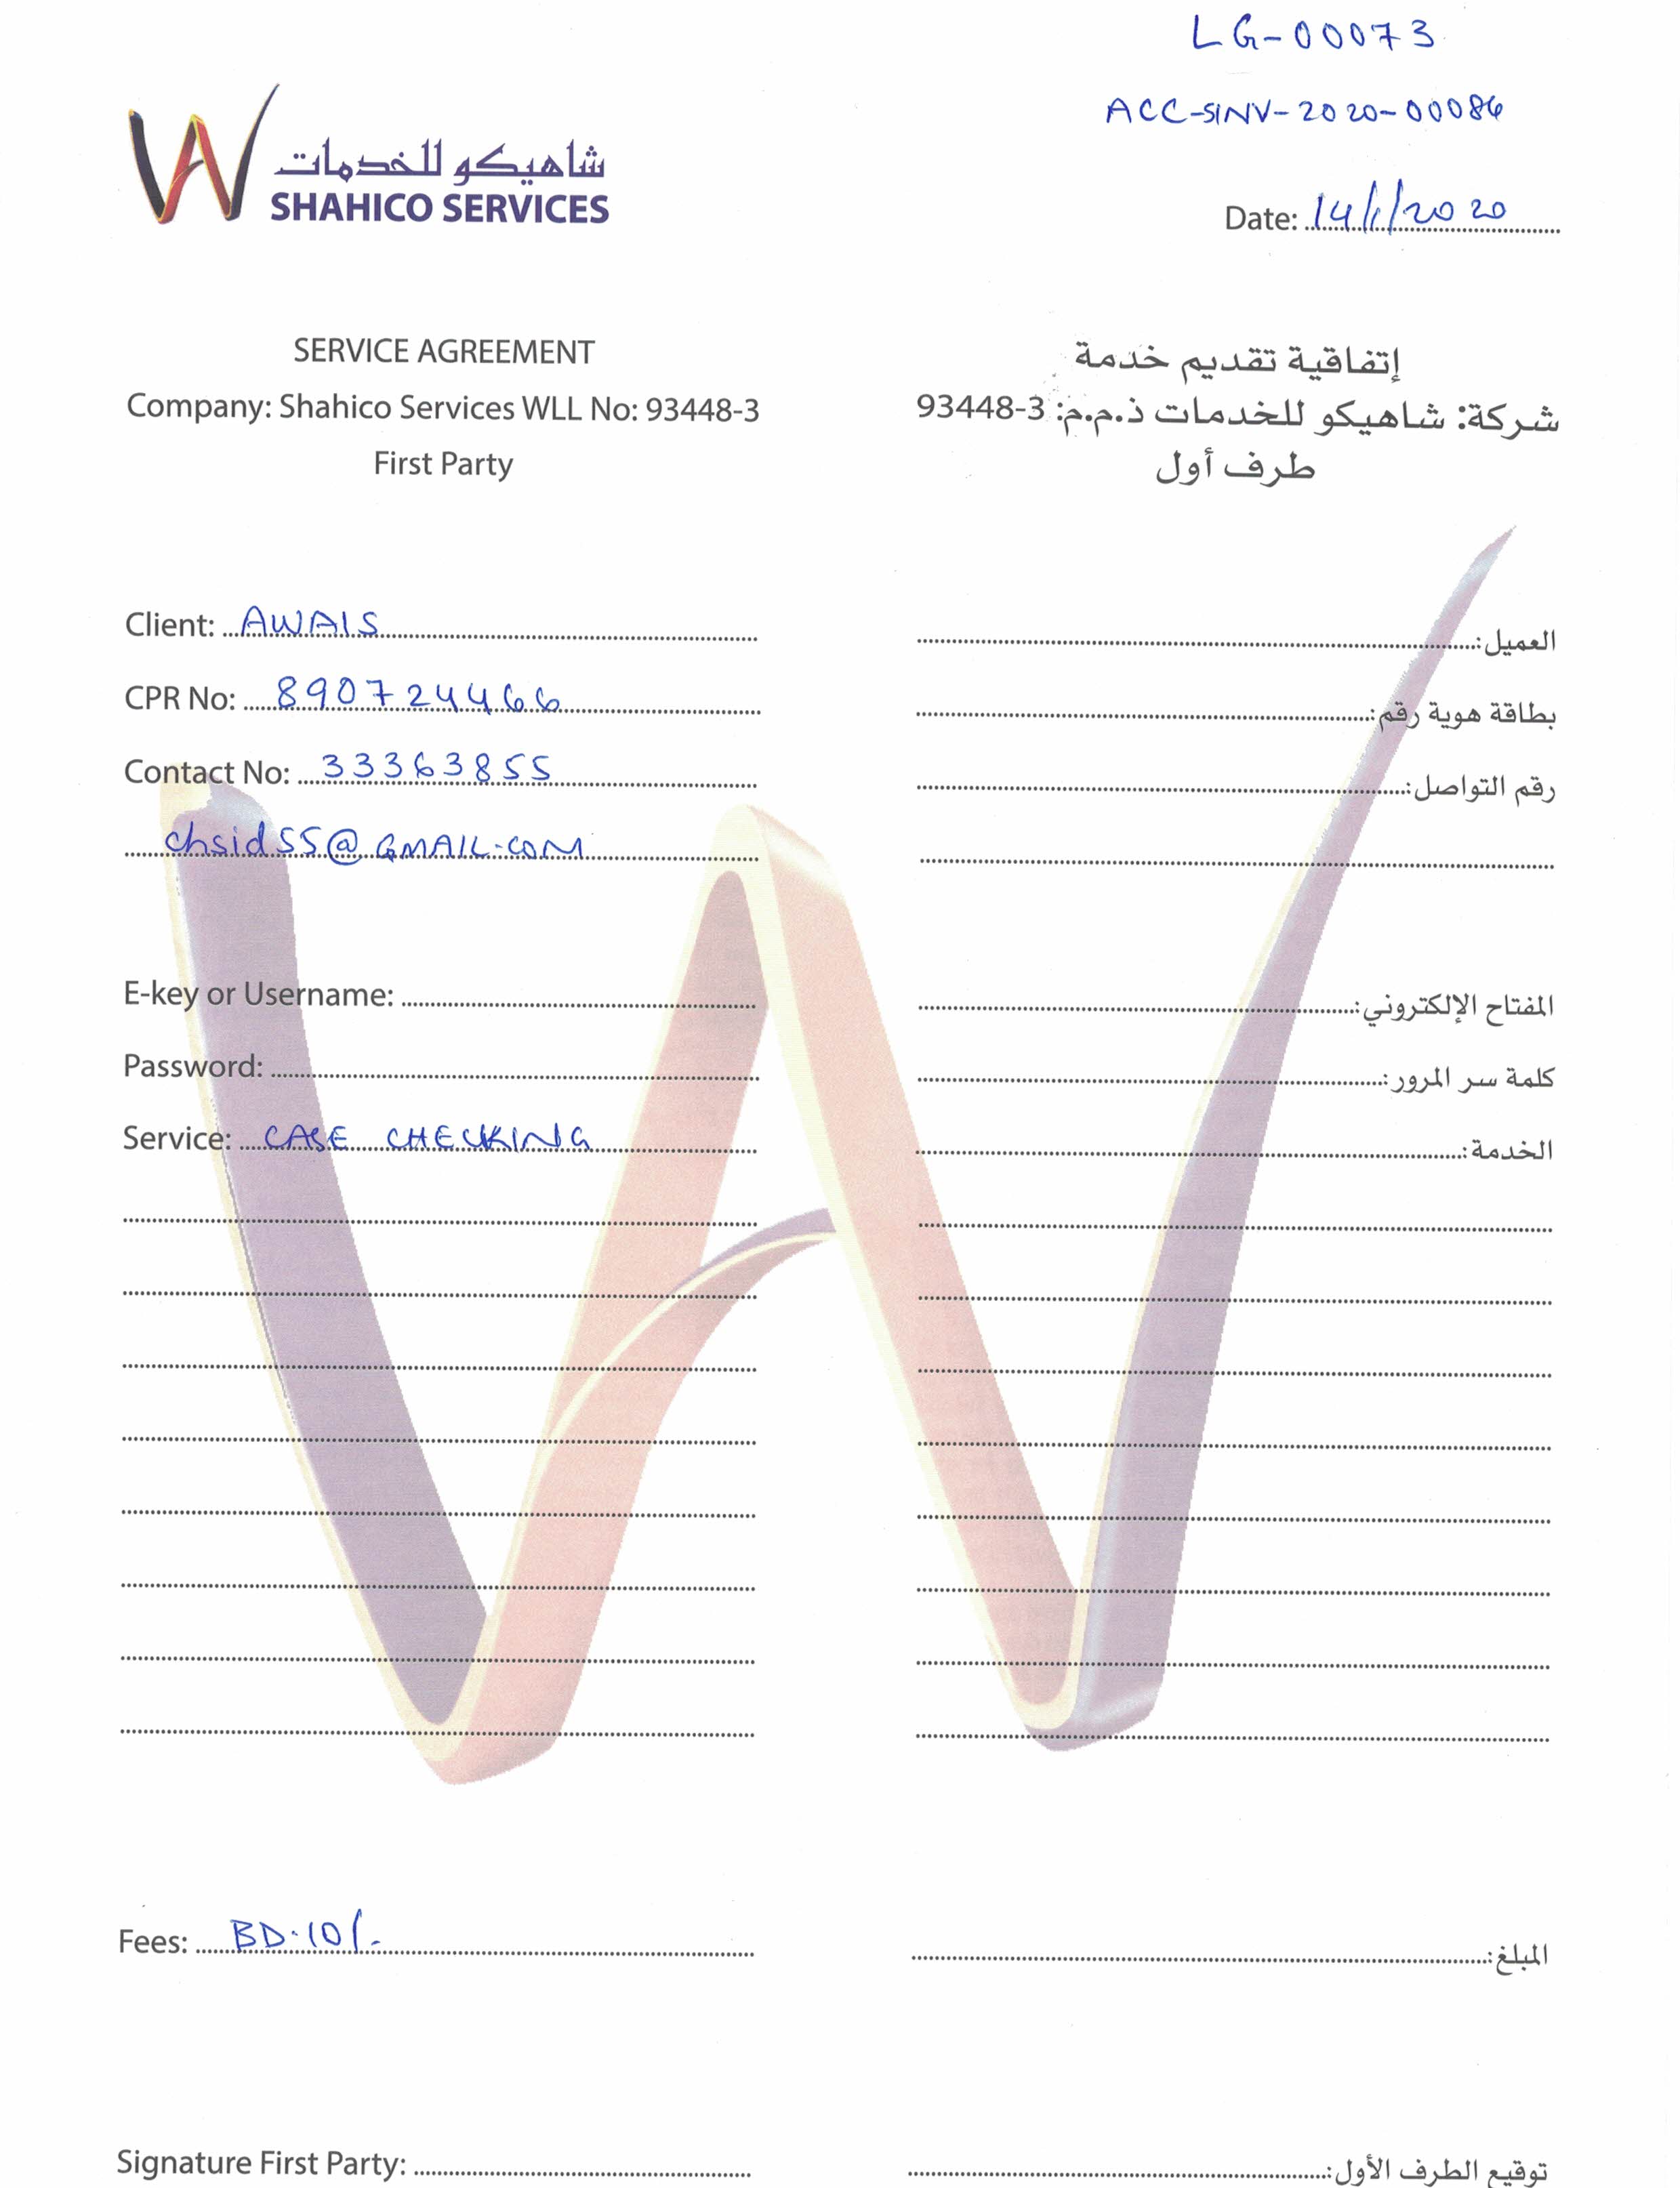 LG-00073
ACC-SINV-2020-00086
شاهيكو للخدمات
SHAHICO SERVICES
Date: 14/1/2020
SERVICE AGREEMENT
Company: Shahico Services WLL No: 93448-3
First Party
إتفاقية تقديم خدمة
شركة: شاهيكو للخدمات ذ.م.م: 3-93448
طرف أول
Client: AWAIS
العميل:
CPR No: 890724466
بطاقة هوية رقم:
Contact No: 33363855
رقم التواصل:
chsid55@GMAIL.COM
E-key or Username:
المفتاح الإلكتروني:
Password:
كلمة سر المرور:
Service: CASE CHECKING
الخدمة:
Fees: BD.10/-
المبلغ:
Signature First Party:
توقيع الطرف الأول: